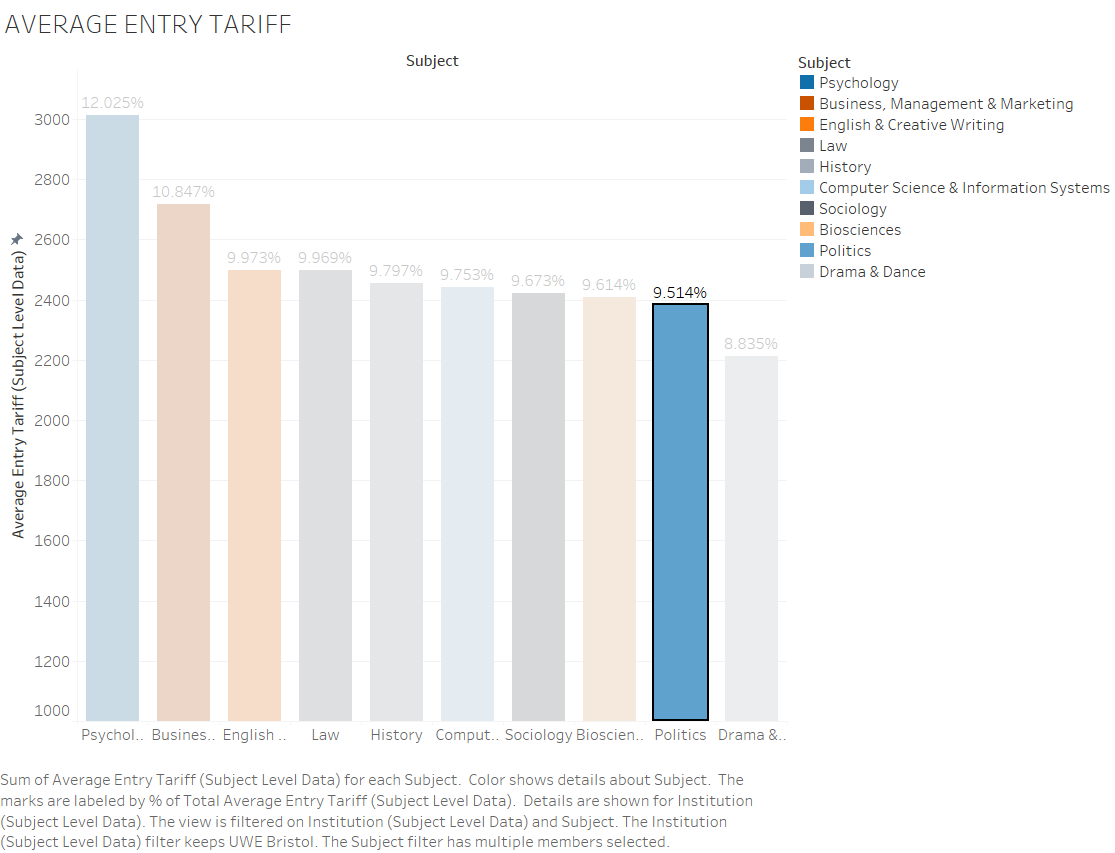 AVERAGE ENTRY TARIFF
Subject
12.025%
10.847%
9.973%
9.969%
9.797%
9.753%
9.673%
9.614%
9.514%
8.835%
3000
2800
2600
2400
2200
2000
1800
1600
1400
1200
1000
Average Entry Tariff (Subject Level Data)
Psychol..
Busines..
English ..
Law
History
Comput..
Sociology
Bioscien..
Politics
Drama &..
Subject
Psychology
Business, Management & Marketing
English & Creative Writing
Law
History
Computer Science & Information Systems
Sociology
Biosciences
Politics
Drama & Dance
Sum of Average Entry Tariff (Subject Level Data) for each Subject.  Color shows details about Subject.  The
marks are labeled by % of Total Average Entry Tariff (Subject Level Data).  Details are shown for Institution
(Subject Level Data). The view is filtered on Institution (Subject Level Data) and Subject. The Institution
(Subject Level Data) filter keeps UWE Bristol. The Subject filter has multiple members selected.